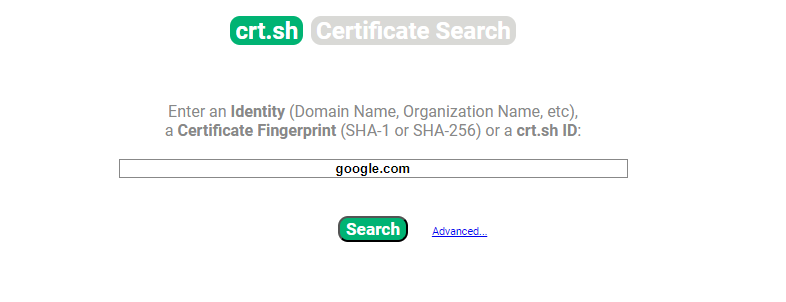 crt.sh Certificate Search
Enter an Identity (Domain Name, Organization Name, etc),
a Certificate Fingerprint (SHA-1 or SHA-256) or a crt.sh ID:
google.com
Search Advanced...